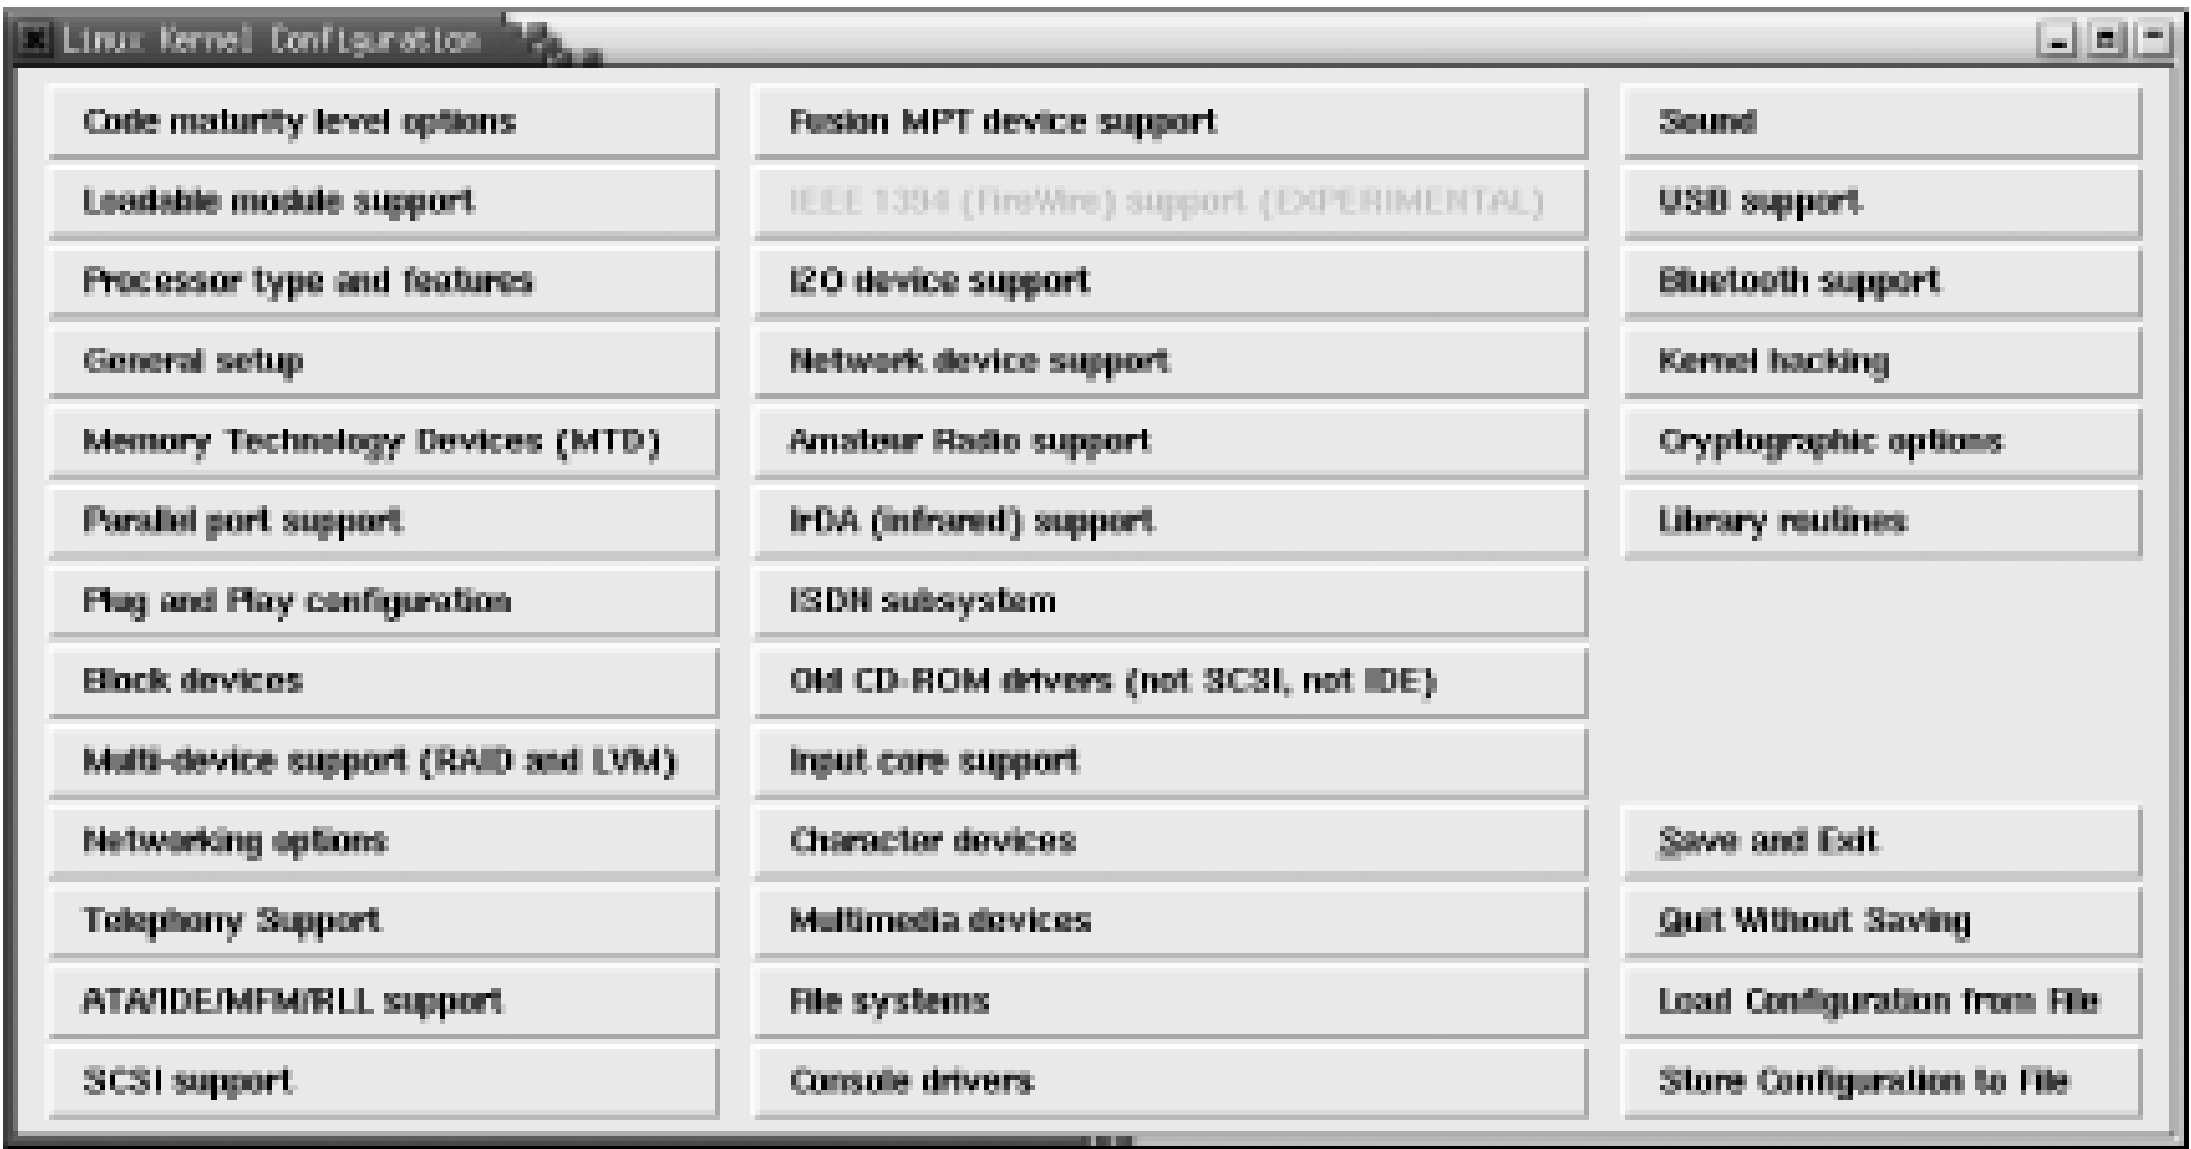 Linux Kernel Configuration
Code maturity level options
Loadable module support
Processor type and features
General setup
Memory Technology Devices (MTD)
Parallel port support
Plug and Play configuration
Block devices
Multi-device support (RAID and LVM)
Networking options
Telephony Support
ATA/IDE/MFM/RLL support
SCSI support
Fusion MPT device support
IEEE 1394 (FireWire) support (EXPERIMENTAL)
I2O device support
Network device support
Amateur Radio support
IrDA (infrared) support
ISDN subsystem
Old CD-ROM drivers (not SCSI, not IDE)
Input core support
Character devices
Multimedia devices
File systems
Console drivers
Sound
USB support
Bluetooth support
Kernel hacking
Cryptographic options
Library routines
Save and Exit
Quit Without Saving
Load Configuration from File
Store Configuration to File